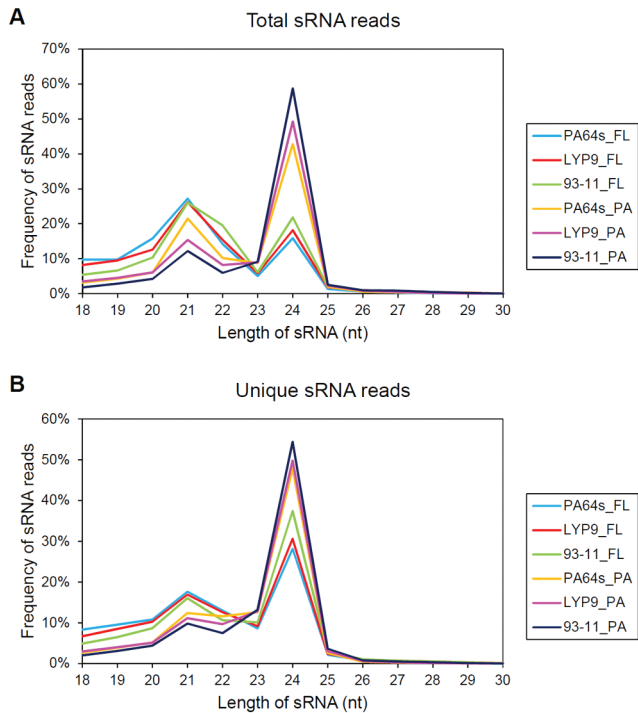 A
Total sRNA reads
Frequency of sRNA reads
70%
60%
50%
40%
30%
20%
10%
0%
18 19 20 21 22 23 24 25 26 27 28 29 30
Length of sRNA (nt)
PA64s_FL
LYP9_FL
93-11_FL
PA64s_PA
LYP9_PA
93-11_PA
B
Unique sRNA reads
Frequency of sRNA reads
60%
50%
40%
30%
20%
10%
0%
18 19 20 21 22 23 24 25 26 27 28 29 30
Length of sRNA (nt)
PA64s_FL
LYP9_FL
93-11_FL
PA64s_PA
LYP9_PA
93-11_PA